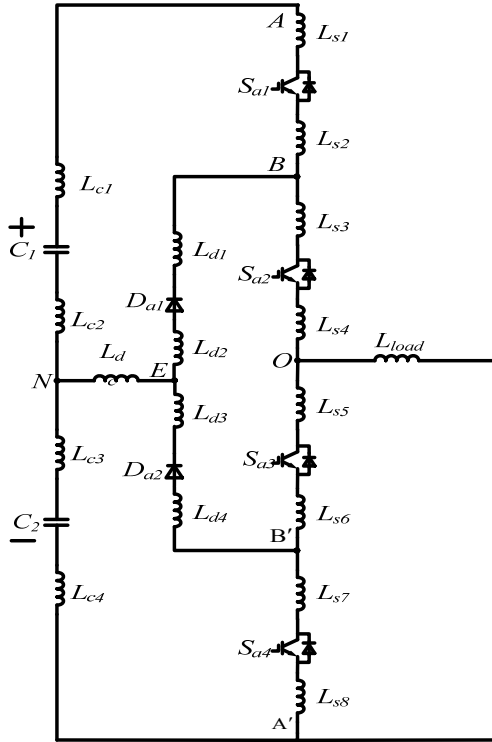 A
Ls1
Sa1
Ls2
B
Lc1
Ls3
+
C1
Ld1
Sa2
Da1
Lc2
Ls4
Ld2
Ld
c
Lload
N
E
O
Ld3
Ls5
Lc3
Sa3
Da2
C2
Ld4
Ls6
B′
Lc4
Ls7
Sa4
Ls8
A′